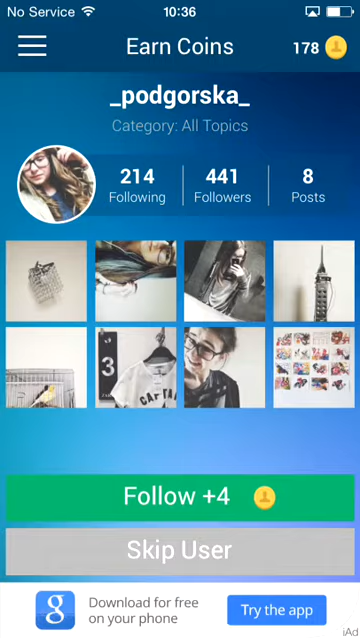 No Service 10:36
Earn Coins 178
_podgorska_
Category: All Topics
214 441 8
Following Followers Posts
3
CAPTA
Follow +4
Skip User
g Download for free
on your phone
Try the app
iAd